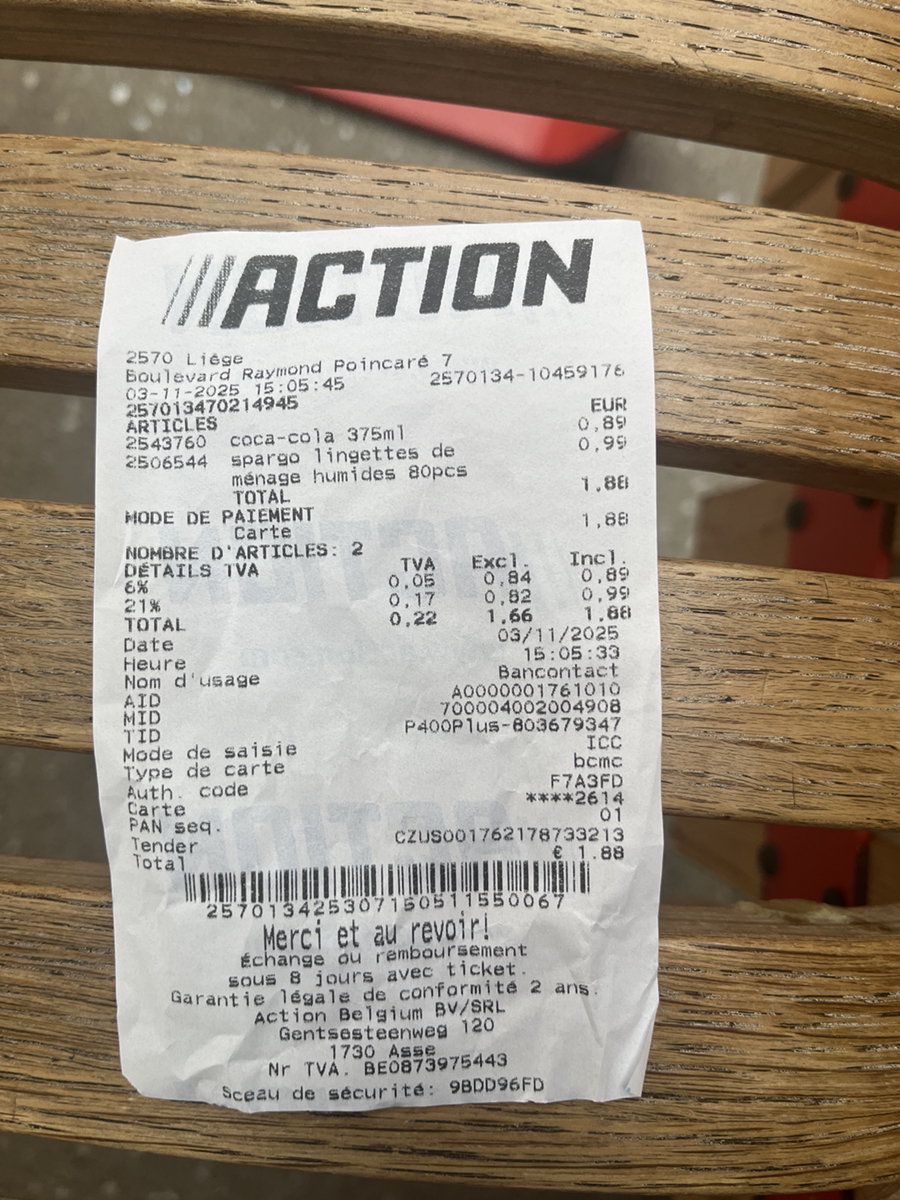 ACTION
2570 Liége
Boulevard Raymond Poincaré 7
03-11-2025 15:05:45 2570134-10459176
257013470214945
ARTICLES EUR
2543760 coca-cola 375ml 0,89
2506544 spargo lingettes de 0,99
ménage humides 80pcs
TOTAL 1,88
MODE DE PAIEMENT
Carte 1,88
NOMBRE D'ARTICLES: 2
DÉTAILS TVA TVA Excl. Incl.
6% 0,05 0,84 0,89
21% 0,17 0,82 0,99
TOTAL 0,22 1,66 1,88
Date 03/11/2025
Heure 15:05:33
Nom d'usage Bancontact
AID A0000001761010
MID 700004002004908
TID P400Plus-803679347
Mode de saisie ICC
Type de carte bcmc
Auth. code F7A3FD
Carte ****2614
PAN seq. 01
Tender CZUS001762178733213
Total € 1.88
257013425307150511550067
Merci et au revoir!
Échange ou remboursement
sous 8 jours avec ticket.
Garantie légale de conformité 2 ans.
Action Belgium BV/SRL
Gentsesteenweg 120
1730 Asse
Nr TVA. BE0873975443
Sceau de sécurité: 9BDD96FD